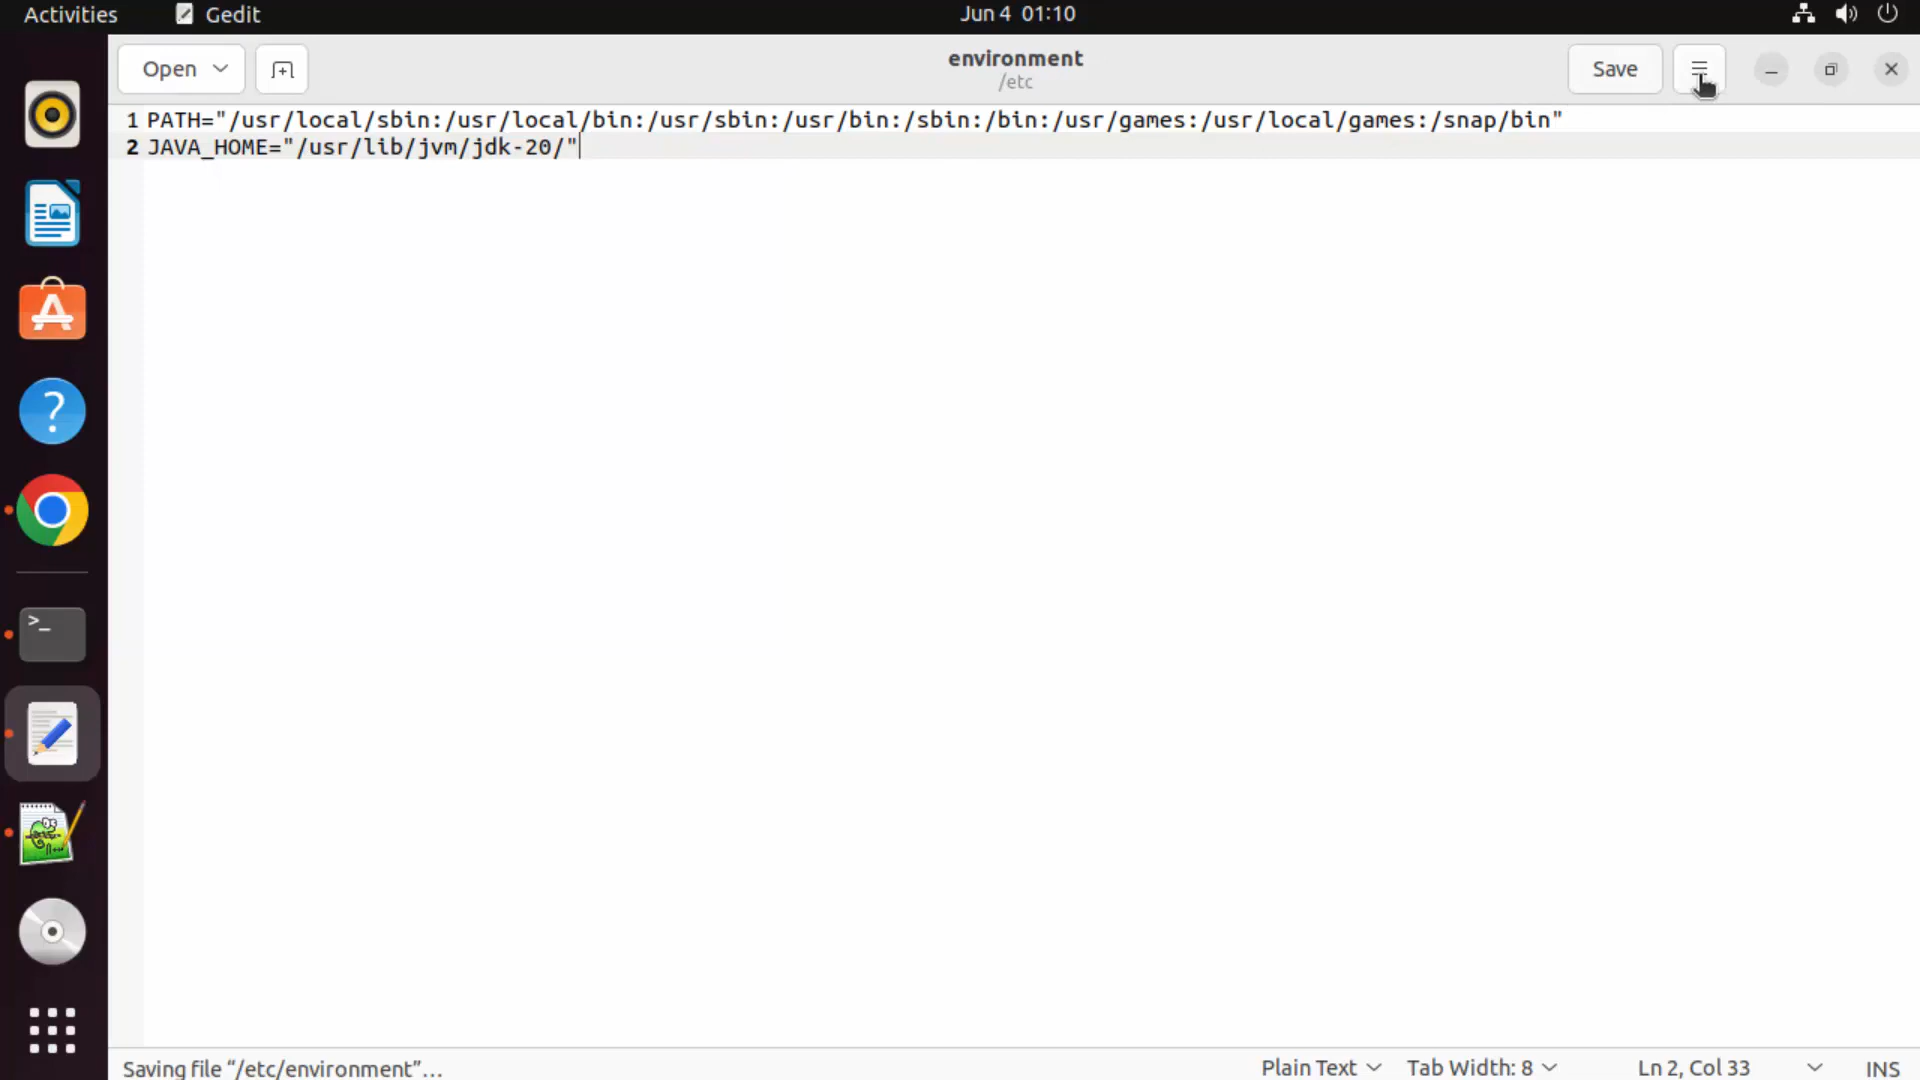 Activities Gedit Jun 4 01:10
Open environment Save
/etc
1 PATH="/usr/local/sbin:/usr/local/bin:/usr/sbin:/usr/bin:/sbin:/bin:/usr/games:/usr/local/games:/snap/bin"
2 JAVA_HOME="/usr/lib/jvm/jdk-20/"
Saving file “/etc/environment”… Plain Text Tab Width: 8 Ln 2, Col 33 INS